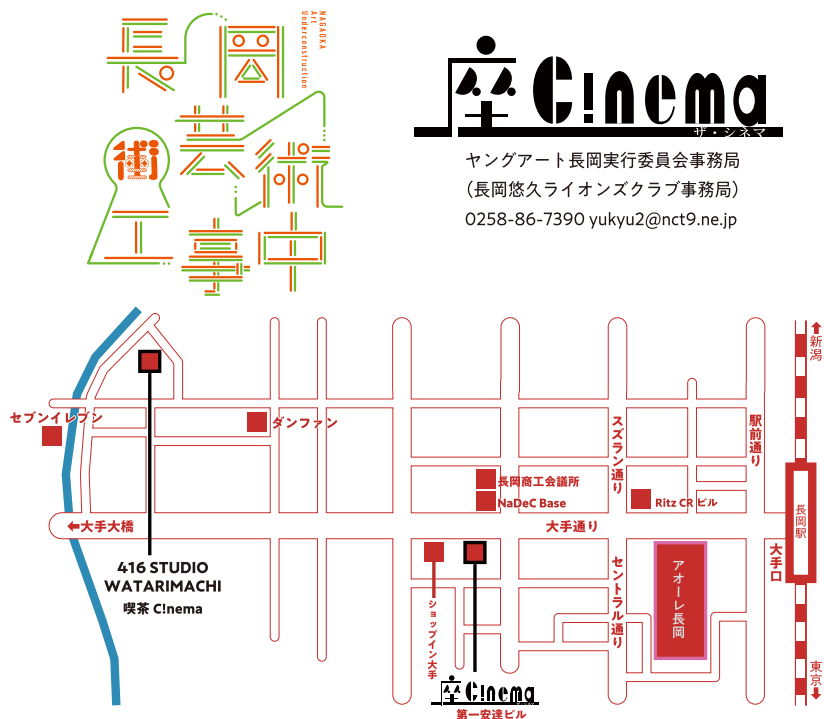 長岡
芸術
工事中
NAGAOKA
Art
Underconstruction
座 C!nema
ザ・シネマ
ヤングアート長岡実行委員会事務局
（長岡悠久ライオンズクラブ事務局）
0258-86-7390 yukyu2@nct9.ne.jp
新潟
セブンイレブン
ダンファン
スズラン通り
駅前通り
長岡商工会議所
NaDeC Base
Ritz CR ビル
長岡駅
大手大橋
大手通り
大手口
416 STUDIO
WATARIMACHI
喫茶 C!nema
ショップイン大手
セントラル通り
アオーレ長岡
東京
座 C!nema
第一安達ビル